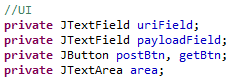 //UI
private JTextField uriField;
private JTextField payloadField;
private JButton postBtn, getBtn;
private JTextArea area;